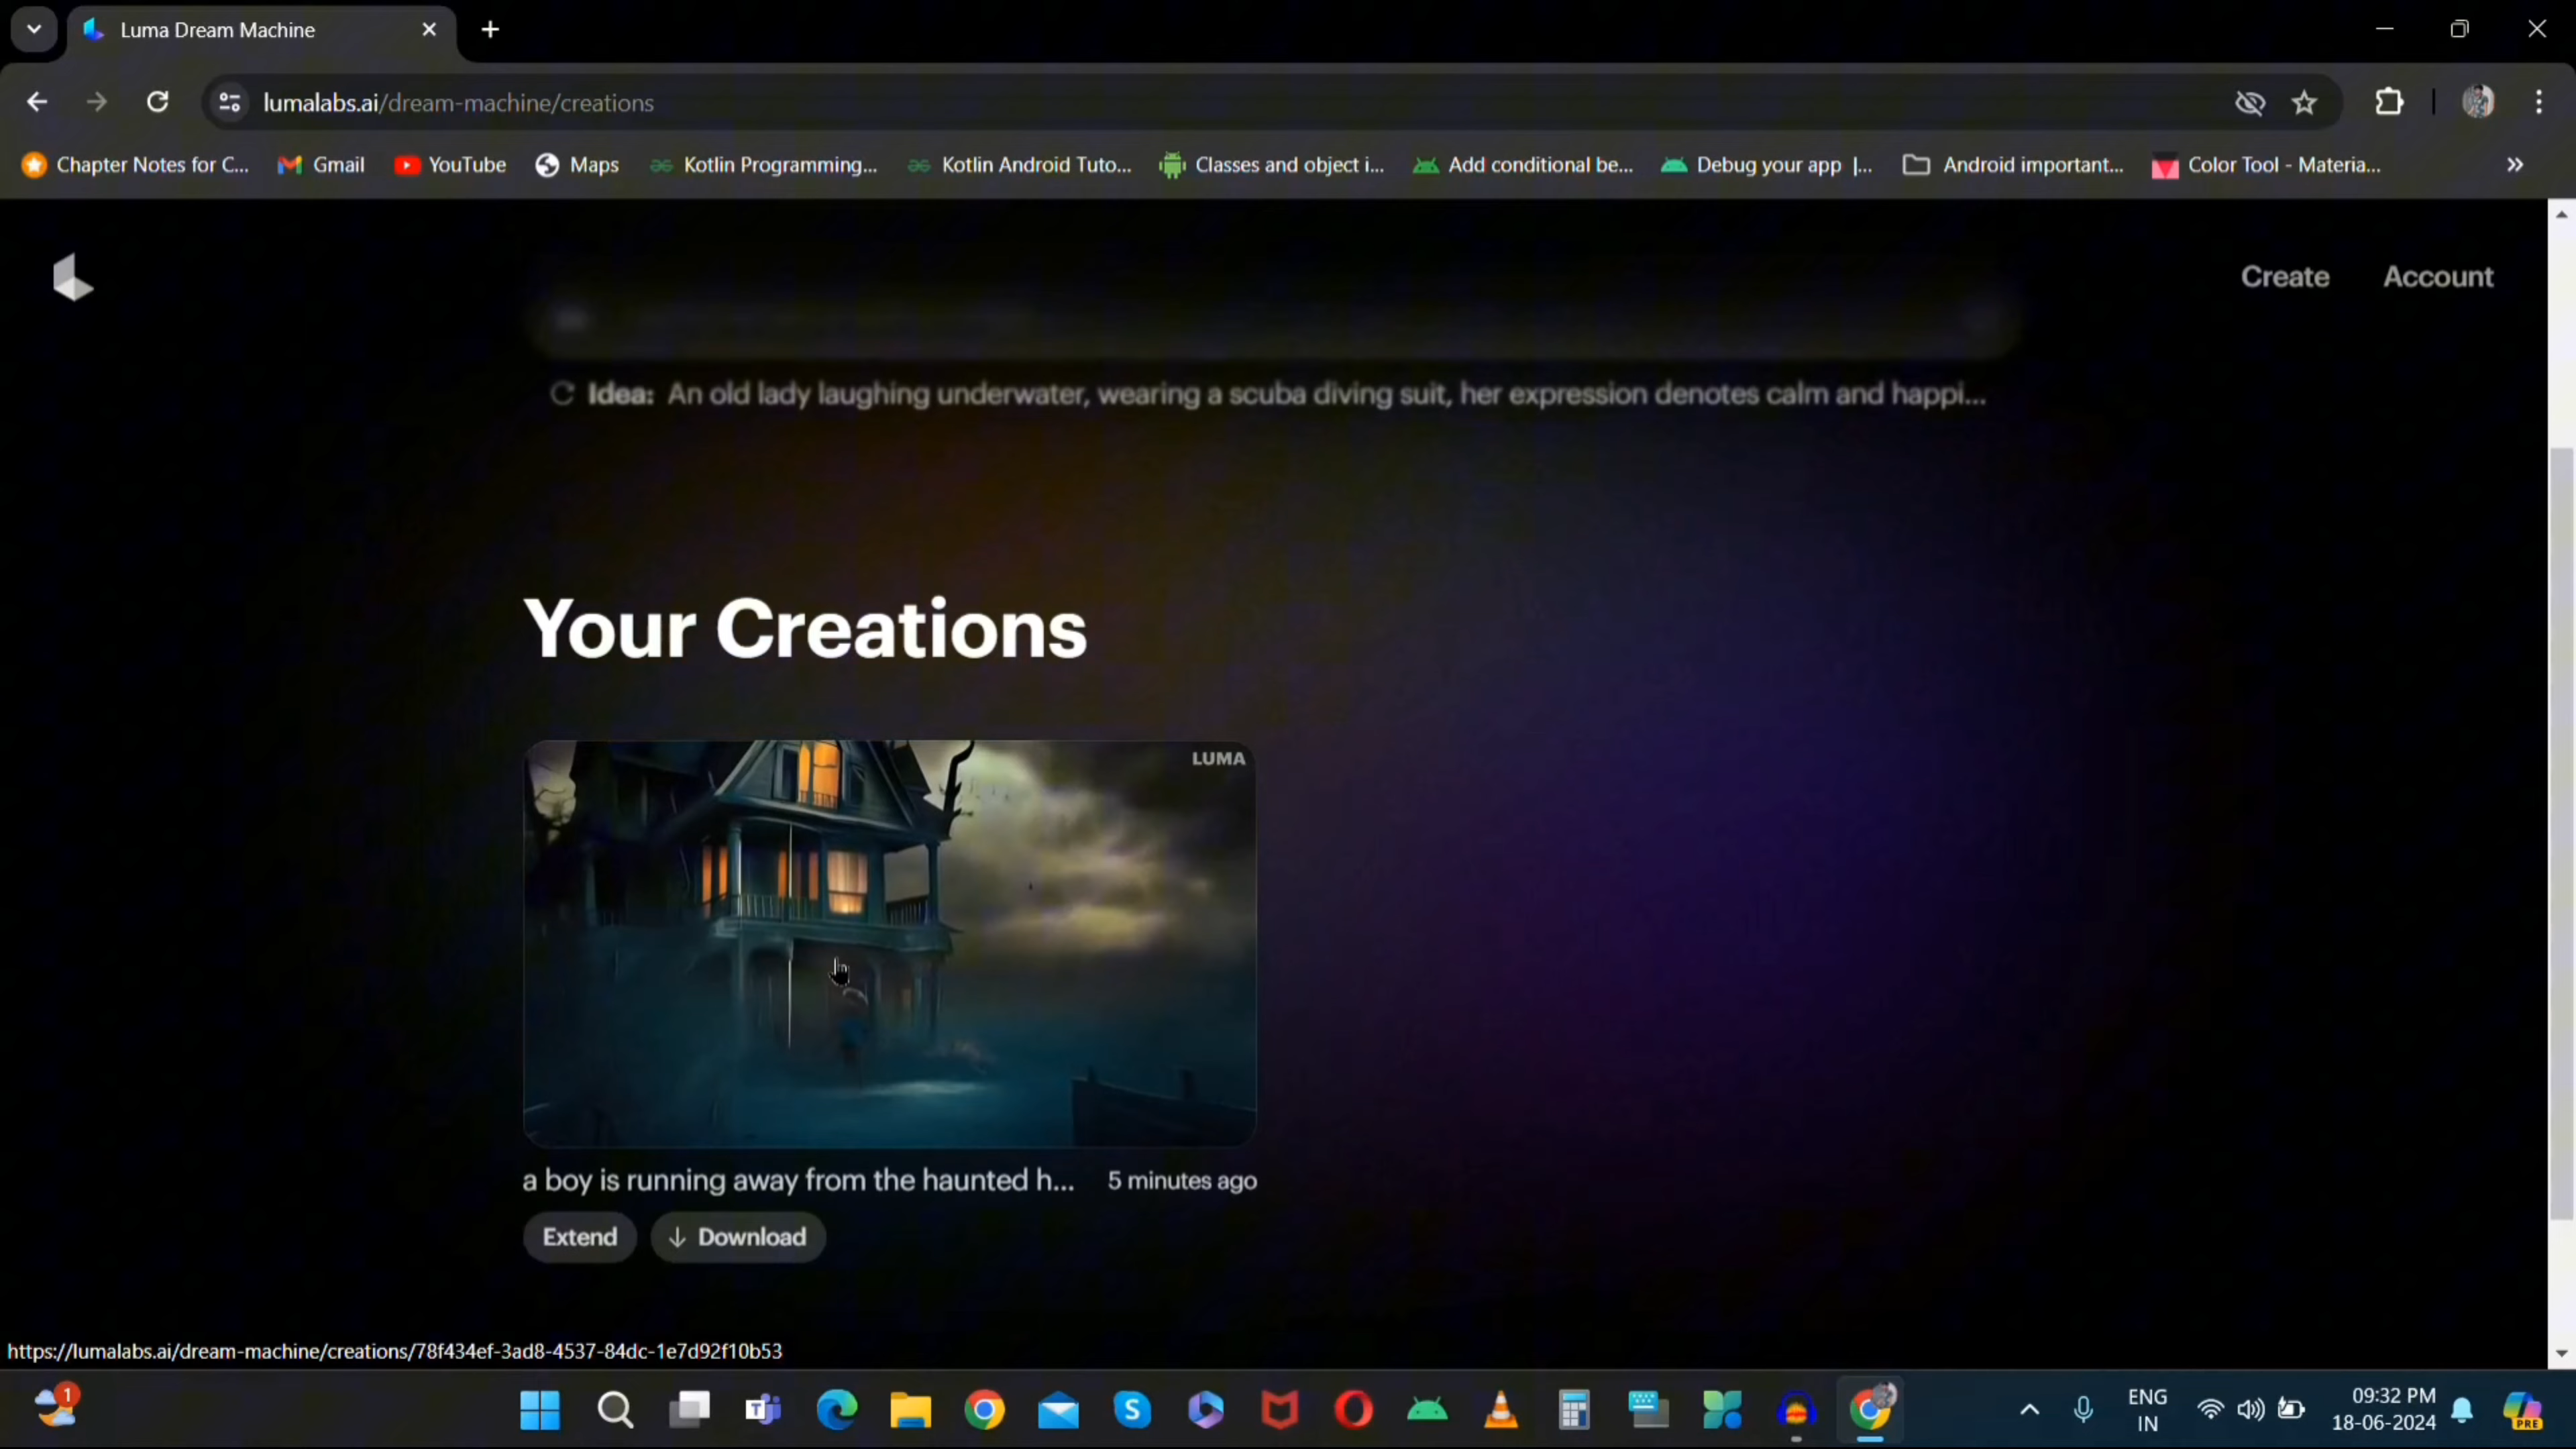 Luma Dream Machine
lumalabs.ai/dream-machine/creations
Chapter Notes for C... Gmail YouTube Maps Kotlin Programming... Kotlin Android Tuto... Classes and object i... Add conditional be... Debug your app |... Android important... Color Tool - Materia...
Create Account
Idea: An old lady laughing underwater, wearing a scuba diving suit, her expression denotes calm and happi...
Your Creations
LUMA
a boy is running away from the haunted h... 5 minutes ago
Extend Download
https://lumalabs.ai/dream-machine/creations/78f434ef-3ad8-4537-84dc-1e7d92f10b53
1
ENG 09:32 PM
IN 18-06-2024
PRE